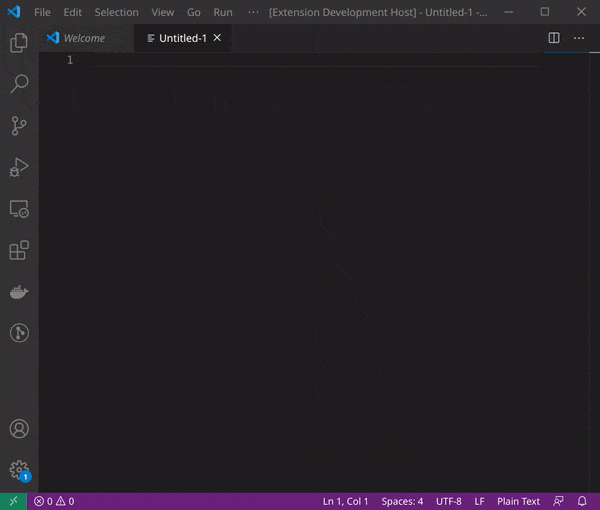 File Edit Selection View Go Run ··· [Extension Development Host] - Untitled-1 -...
Welcome Untitled-1
1
1
0 0 Ln 1, Col 1 Spaces: 4 UTF-8 LF Plain Text